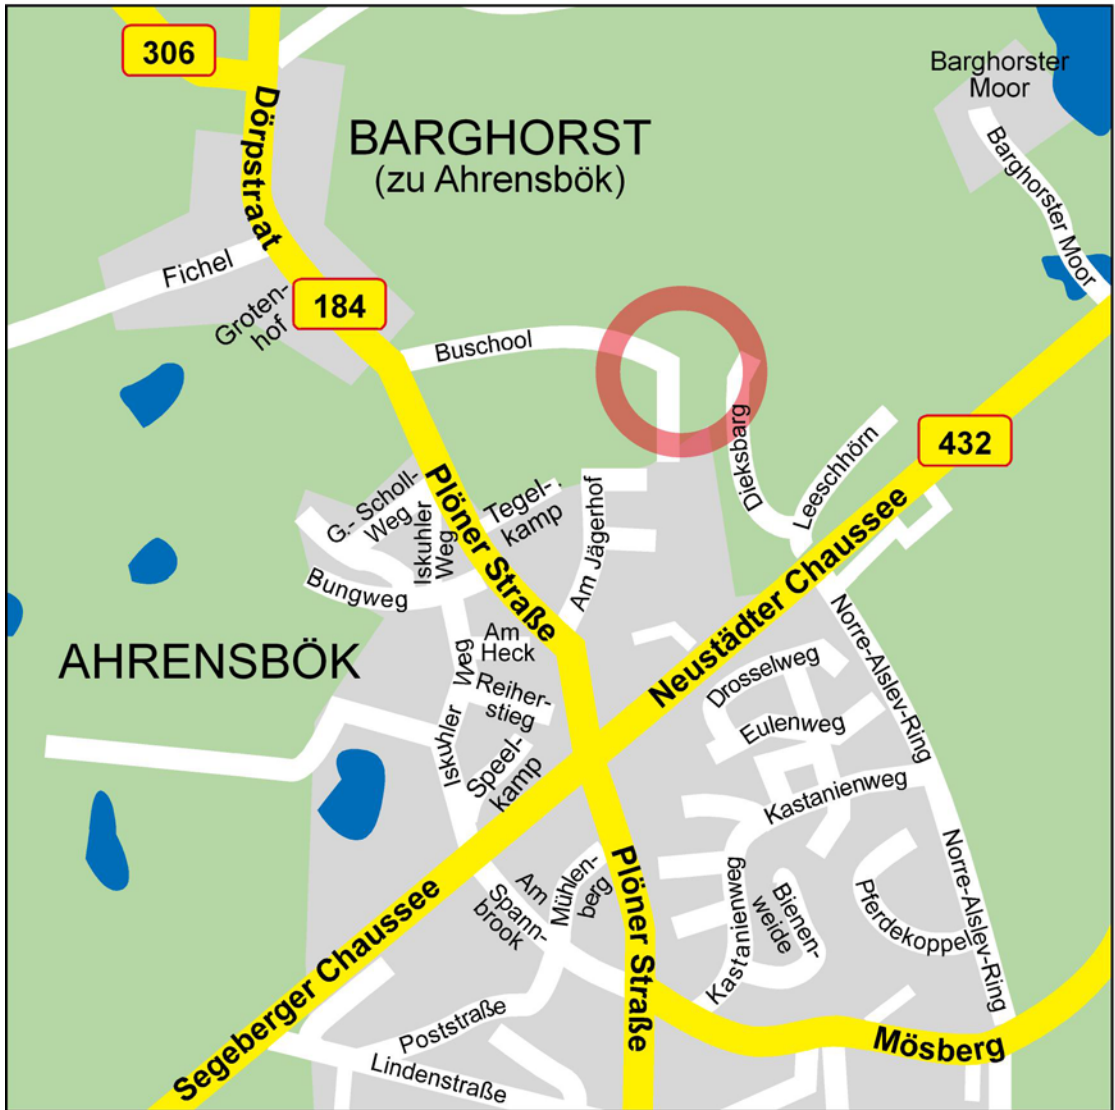 306
Barghorster
Moor
Dörpstraat
BARGHORST
(zu Ahrensbök)
Barghorster Moor
Fichel
Groten-
hof
184
Buschool
432
Dieksbarg
Leeschhörn
G.- Scholl-
Weg
Iskuhler
Weg
Plöner Straße
Tegel-
kamp
Am Jägerhof
Bungweg
AHRENSBÖK
Am
Heck
Iskuhler Weg
Reiher-
stieg
Speel-
kamp
Neustädter Chaussee
Norre-Alslev-Ring
Drosselweg
Eulenweg
Kastanienweg
Norre-Alslev-Ring
Segeberger Chaussee
Am
Spann-
brook
Mühlen-
berg
Plöner Straße
Kastanienweg
Bienen-
weide
Pferdekoppel
Poststraße
Lindenstraße
Mösberg